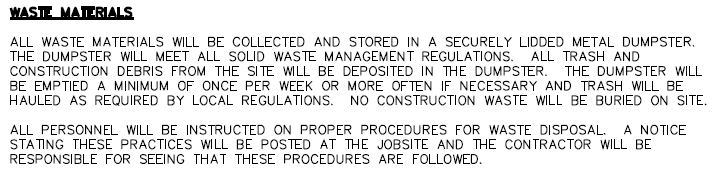 WASTE MATERIALS
ALL WASTE MATERIALS WILL BE COLLECTED AND STORED IN A SECURELY LIDDED METAL DUMPSTER.
THE DUMPSTER WILL MEET ALL SOLID WASTE MANAGEMENT REGULATIONS.  ALL TRASH AND
CONSTRUCTION DEBRIS FROM THE SITE WILL BE DEPOSITED IN THE DUMPSTER.  THE DUMPSTER WILL
BE EMPTIED A MINIMUM OF ONCE PER WEEK OR MORE OFTEN IF NECESSARY AND TRASH WILL BE
HAULED AS REQUIRED BY LOCAL REGULATIONS.  NO CONSTRUCTION WASTE WILL BE BURIED ON SITE.
ALL PERSONNEL WILL BE INSTRUCTED ON PROPER PROCEDURES FOR WASTE DISPOSAL.  A NOTICE
STATING THESE PRACTICES WILL BE POSTED AT THE JOBSITE AND THE CONTRACTOR WILL BE
RESPONSIBLE FOR SEEING THAT THESE PROCEDURES ARE FOLLOWED.